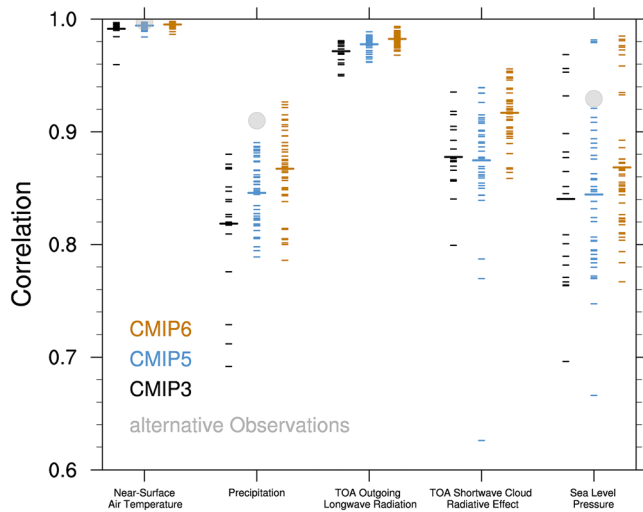 1.0
0.9
0.8
0.7
0.6
Correlation
CMIP6
CMIP5
CMIP3
alternative Observations
Near-Surface
Air Temperature
Precipitation
TOA Outgoing
Longwave Radiation
TOA Shortwave Cloud
Radiative Effect
Sea Level
Pressure